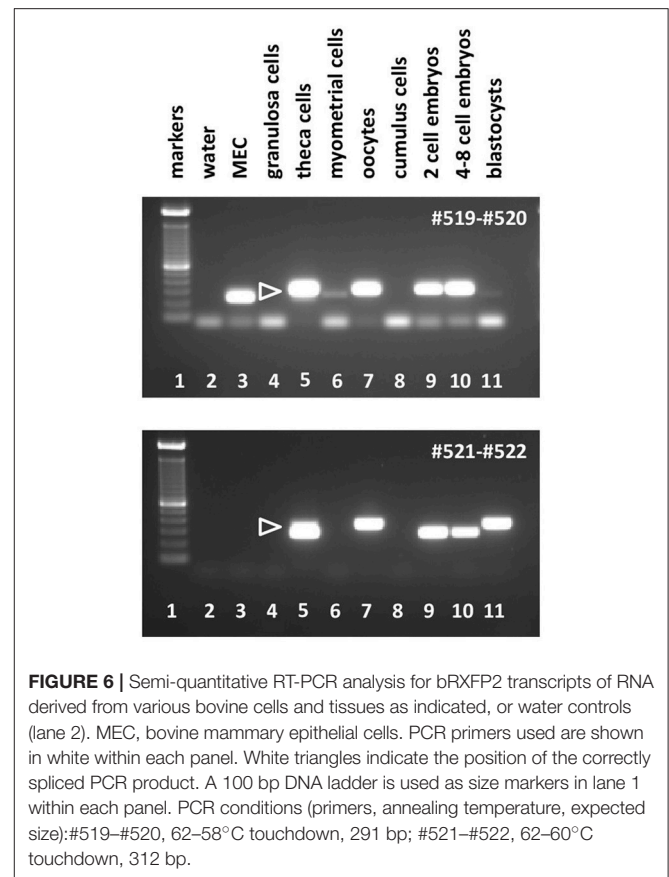 markers
water
MEC
granulosa cells
theca cells
myometrial cells
oocytes
cumulus cells
2 cell embryos
4-8 cell embryos
blastocysts
#519-#520
1 2 3 4 5 6 7 8 9 10 11
#521-#522
1 2 3 4 5 6 7 8 9 10 11
FIGURE 6 | Semi-quantitative RT-PCR analysis for bRXFP2 transcripts of RNA
derived from various bovine cells and tissues as indicated, or water controls
(lane 2). MEC, bovine mammary epithelial cells. PCR primers used are shown
in white within each panel. White triangles indicate the position of the correctly
spliced PCR product. A 100 bp DNA ladder is used as size markers in lane 1
within each panel. PCR conditions (primers, annealing temperature, expected
size):#519–#520, 62–58°C touchdown, 291 bp; #521–#522, 62–60°C
touchdown, 312 bp.